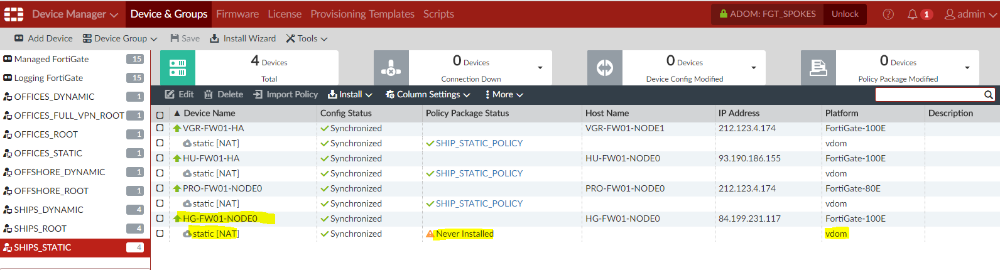 Device Manager Device & Groups Firmware License Provisioning Templates Scripts ADOM: FGT_SPOKES Unlock 1 admin
Add Device Device Group Save Install Wizard Tools
Managed FortiGate 15
Logging FortiGate 15
OFFICES_DYNAMIC 1
OFFICES_FULL_VPN_ROOT 1
OFFICES_ROOT 1
OFFICES_STATIC 1
OFFSHORE_DYNAMIC 1
OFFSHORE_ROOT 1
SHIPS_DYNAMIC 4
SHIPS_ROOT 4
SHIPS_STATIC 4
4 Devices
Total
0 Devices
Connection Down
0 Devices
Device Config Modified
0 Devices
Policy Package Modified
Edit Delete Import Policy Install Column Settings More
Device Name Config Status Policy Package Status Host Name IP Address Platform Description
VGR-FW01-HA Synchronized VGR-FW01-NODE1 212.123.4.174 FortiGate-100E
static [NAT] Synchronized SHIP_STATIC_POLICY vdom
HU-FW01-HA Synchronized HU-FW01-NODE0 93.190.186.155 FortiGate-100E
static [NAT] Synchronized SHIP_STATIC_POLICY vdom
PRO-FW01-NODE0 Synchronized PRO-FW01-NODE0 212.123.4.174 FortiGate-80E
static [NAT] Synchronized SHIP_STATIC_POLICY vdom
HG-FW01-NODE0 Synchronized HG-FW01-NODE0 84.199.231.117 FortiGate-100E
static [NAT] Synchronized Never Installed vdom